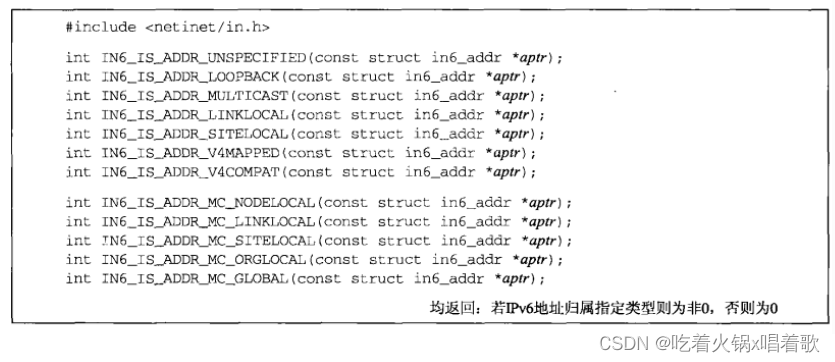 #include <netinet/in.h>
int IN6_IS_ADDR_UNSPECIFIED(const struct in6_addr *aptr);
int IN6_IS_ADDR_LOOPBACK(const struct in6_addr *aptr);
int IN6_IS_ADDR_MULTICAST(const struct in6_addr *aptr);
int IN6_IS_ADDR_LINKLOCAL(const struct in6_addr *aptr);
int IN6_IS_ADDR_SITELOCAL(const struct in6_addr *aptr);
int IN6_IS_ADDR_V4MAPPED(const struct in6_addr *aptr);
int IN6_IS_ADDR_V4COMPAT(const struct in6_addr *aptr);
int IN6_IS_ADDR_MC_NODELOCAL(const struct in6_addr *aptr);
int IN6_IS_ADDR_MC_LINKLOCAL(const struct in6_addr *aptr);
int IN6_IS_ADDR_MC_SITELOCAL(const struct in6_addr *aptr);
int IN6_IS_ADDR_MC_ORGLOCAL(const struct in6_addr *aptr);
int IN6_IS_ADDR_MC_GLOBAL(const struct in6_addr *aptr);
均返回：若IPv6地址归属指定类型则为非0，否则为0
CSDN @吃着火锅x唱着歌